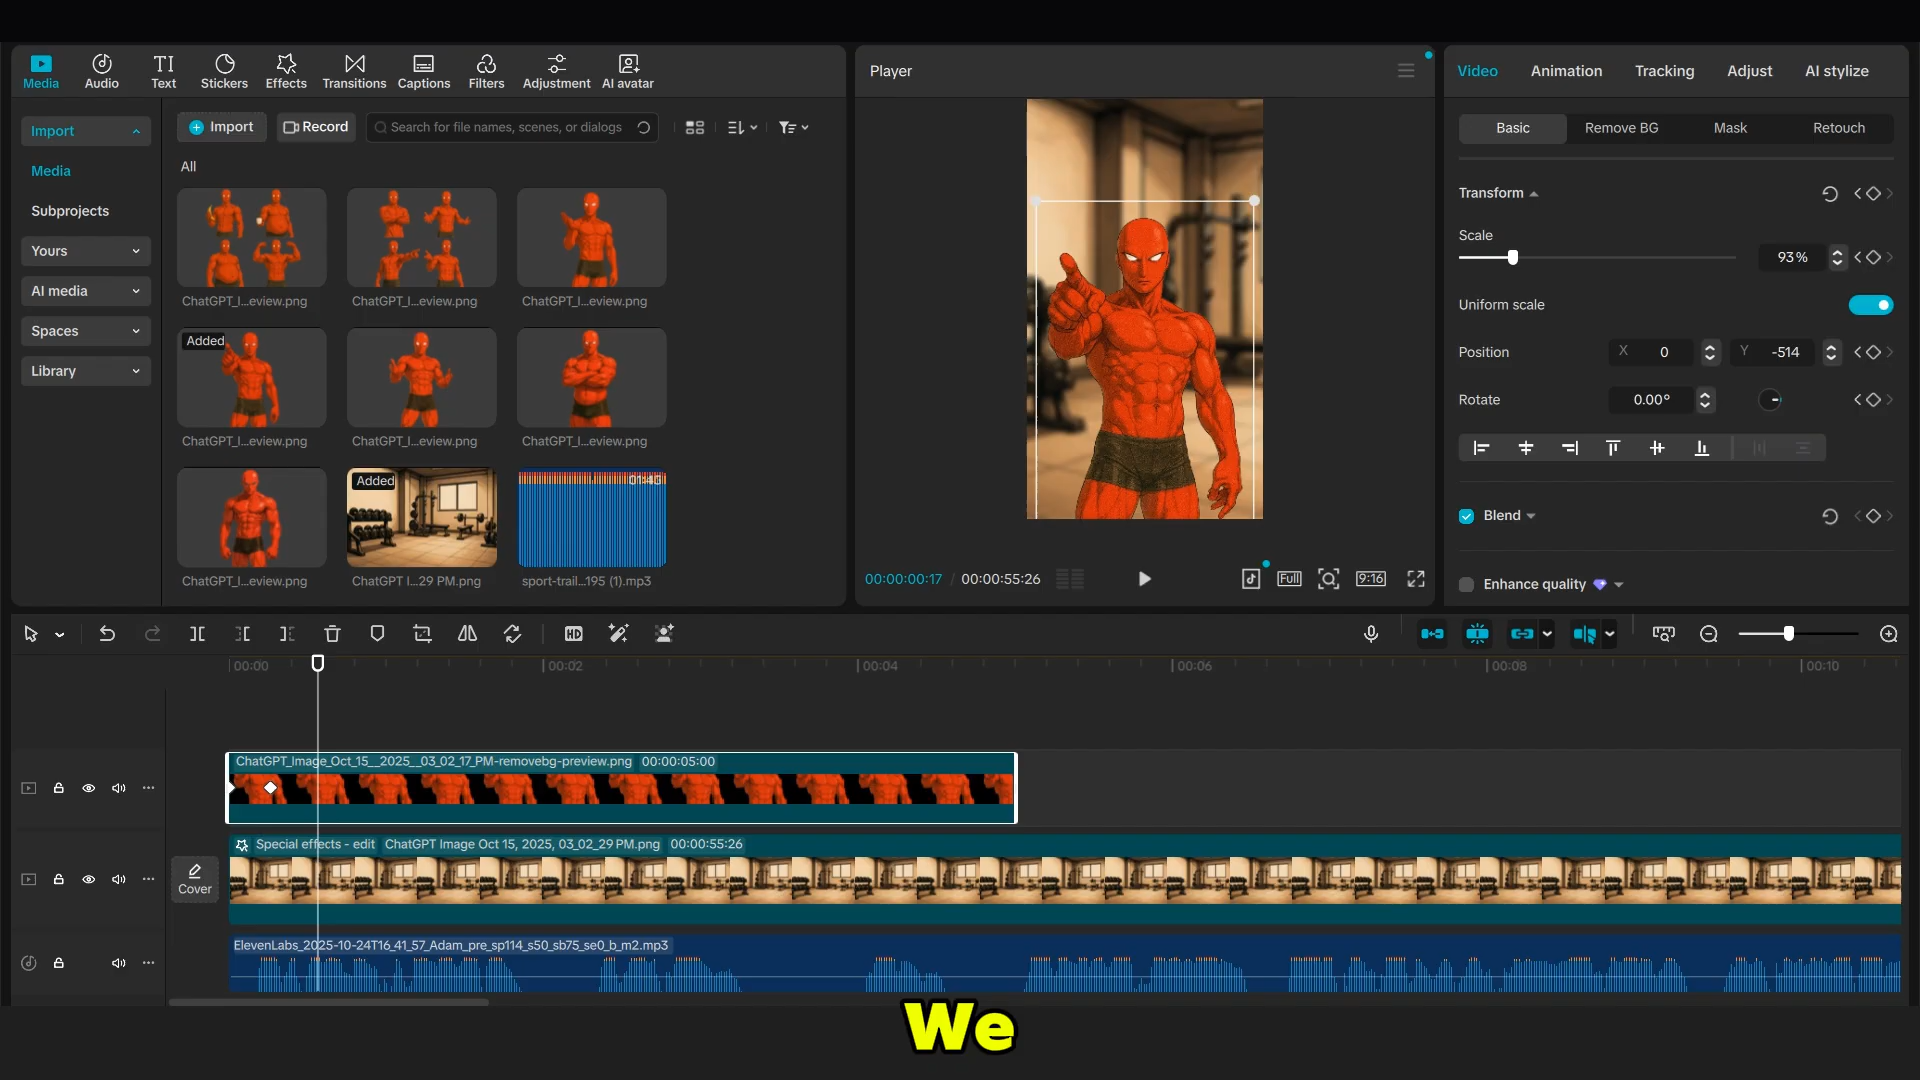 Media
Audio
Text
Stickers
Effects
Transitions
Captions
Filters
Adjustment
AI avatar
Import
Media
Subprojects
Yours
AI media
Spaces
Library
Import
Record
Search for file names, scenes, or dialogs
All
ChatGPT_I...eview.png
ChatGPT_I...eview.png
ChatGPT_I...eview.png
Added
ChatGPT_I...eview.png
ChatGPT_I...eview.png
ChatGPT_I...eview.png
Added
01:45
ChatGPT_I...eview.png
ChatGPT I...29 PM.png
sport-trail...195 (1).mp3
Player
00:00:00:17 / 00:00:55:26
Full
9:16
Video
Animation
Tracking
Adjust
AI stylize
Basic
Remove BG
Mask
Retouch
Transform
Scale
93%
Uniform scale
Position
X 0
Y -514
Rotate
0.00°
Blend
Enhance quality
HD
00:00
00:02
00:04
00:06
00:08
00:10
ChatGPT_Image_Oct_15__2025__03_02_17_PM-removebg-preview.png 00:00:05:00
Cover
Special effects - edit ChatGPT Image Oct 15, 2025, 03_02_29 PM.png 00:00:55:26
ElevenLabs_2025-10-24T16_41_57_Adam_pre_sp114_s50_sb75_se0_b_m2.mp3
We